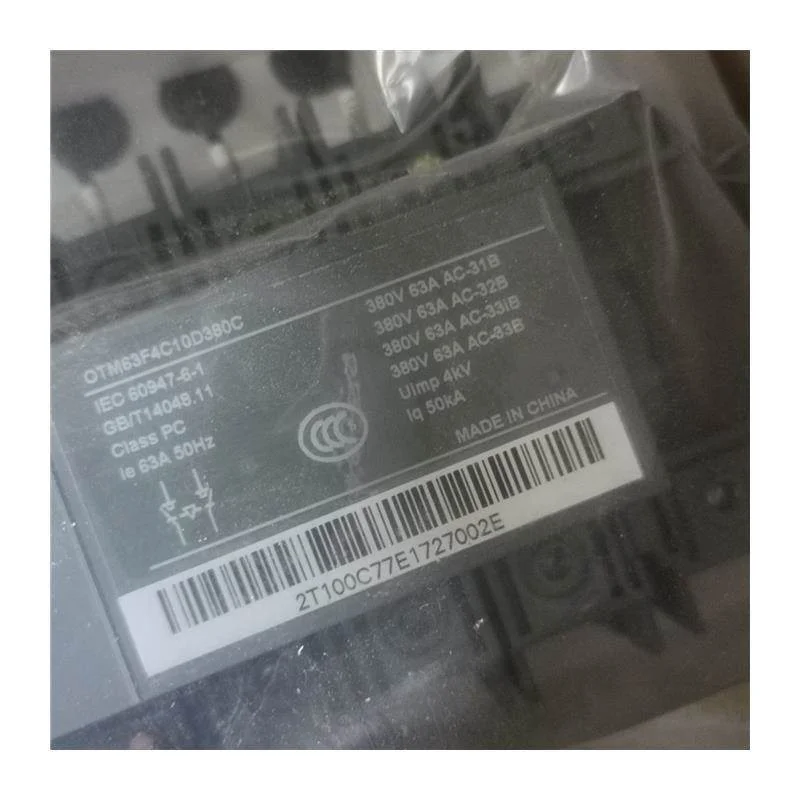 OTM63F4C10D380C
IEC 60947-6-1
GB/T14048.11
Class PC
Ie 63A 50Hz
380V 63A AC-31B
380V 63A AC-32B
380V 63A AC-33iB
380V 63A AC-33B
Uimp 4kV
Iq 50kA
CCC
MADE IN CHINA
2T100C77E1727002E